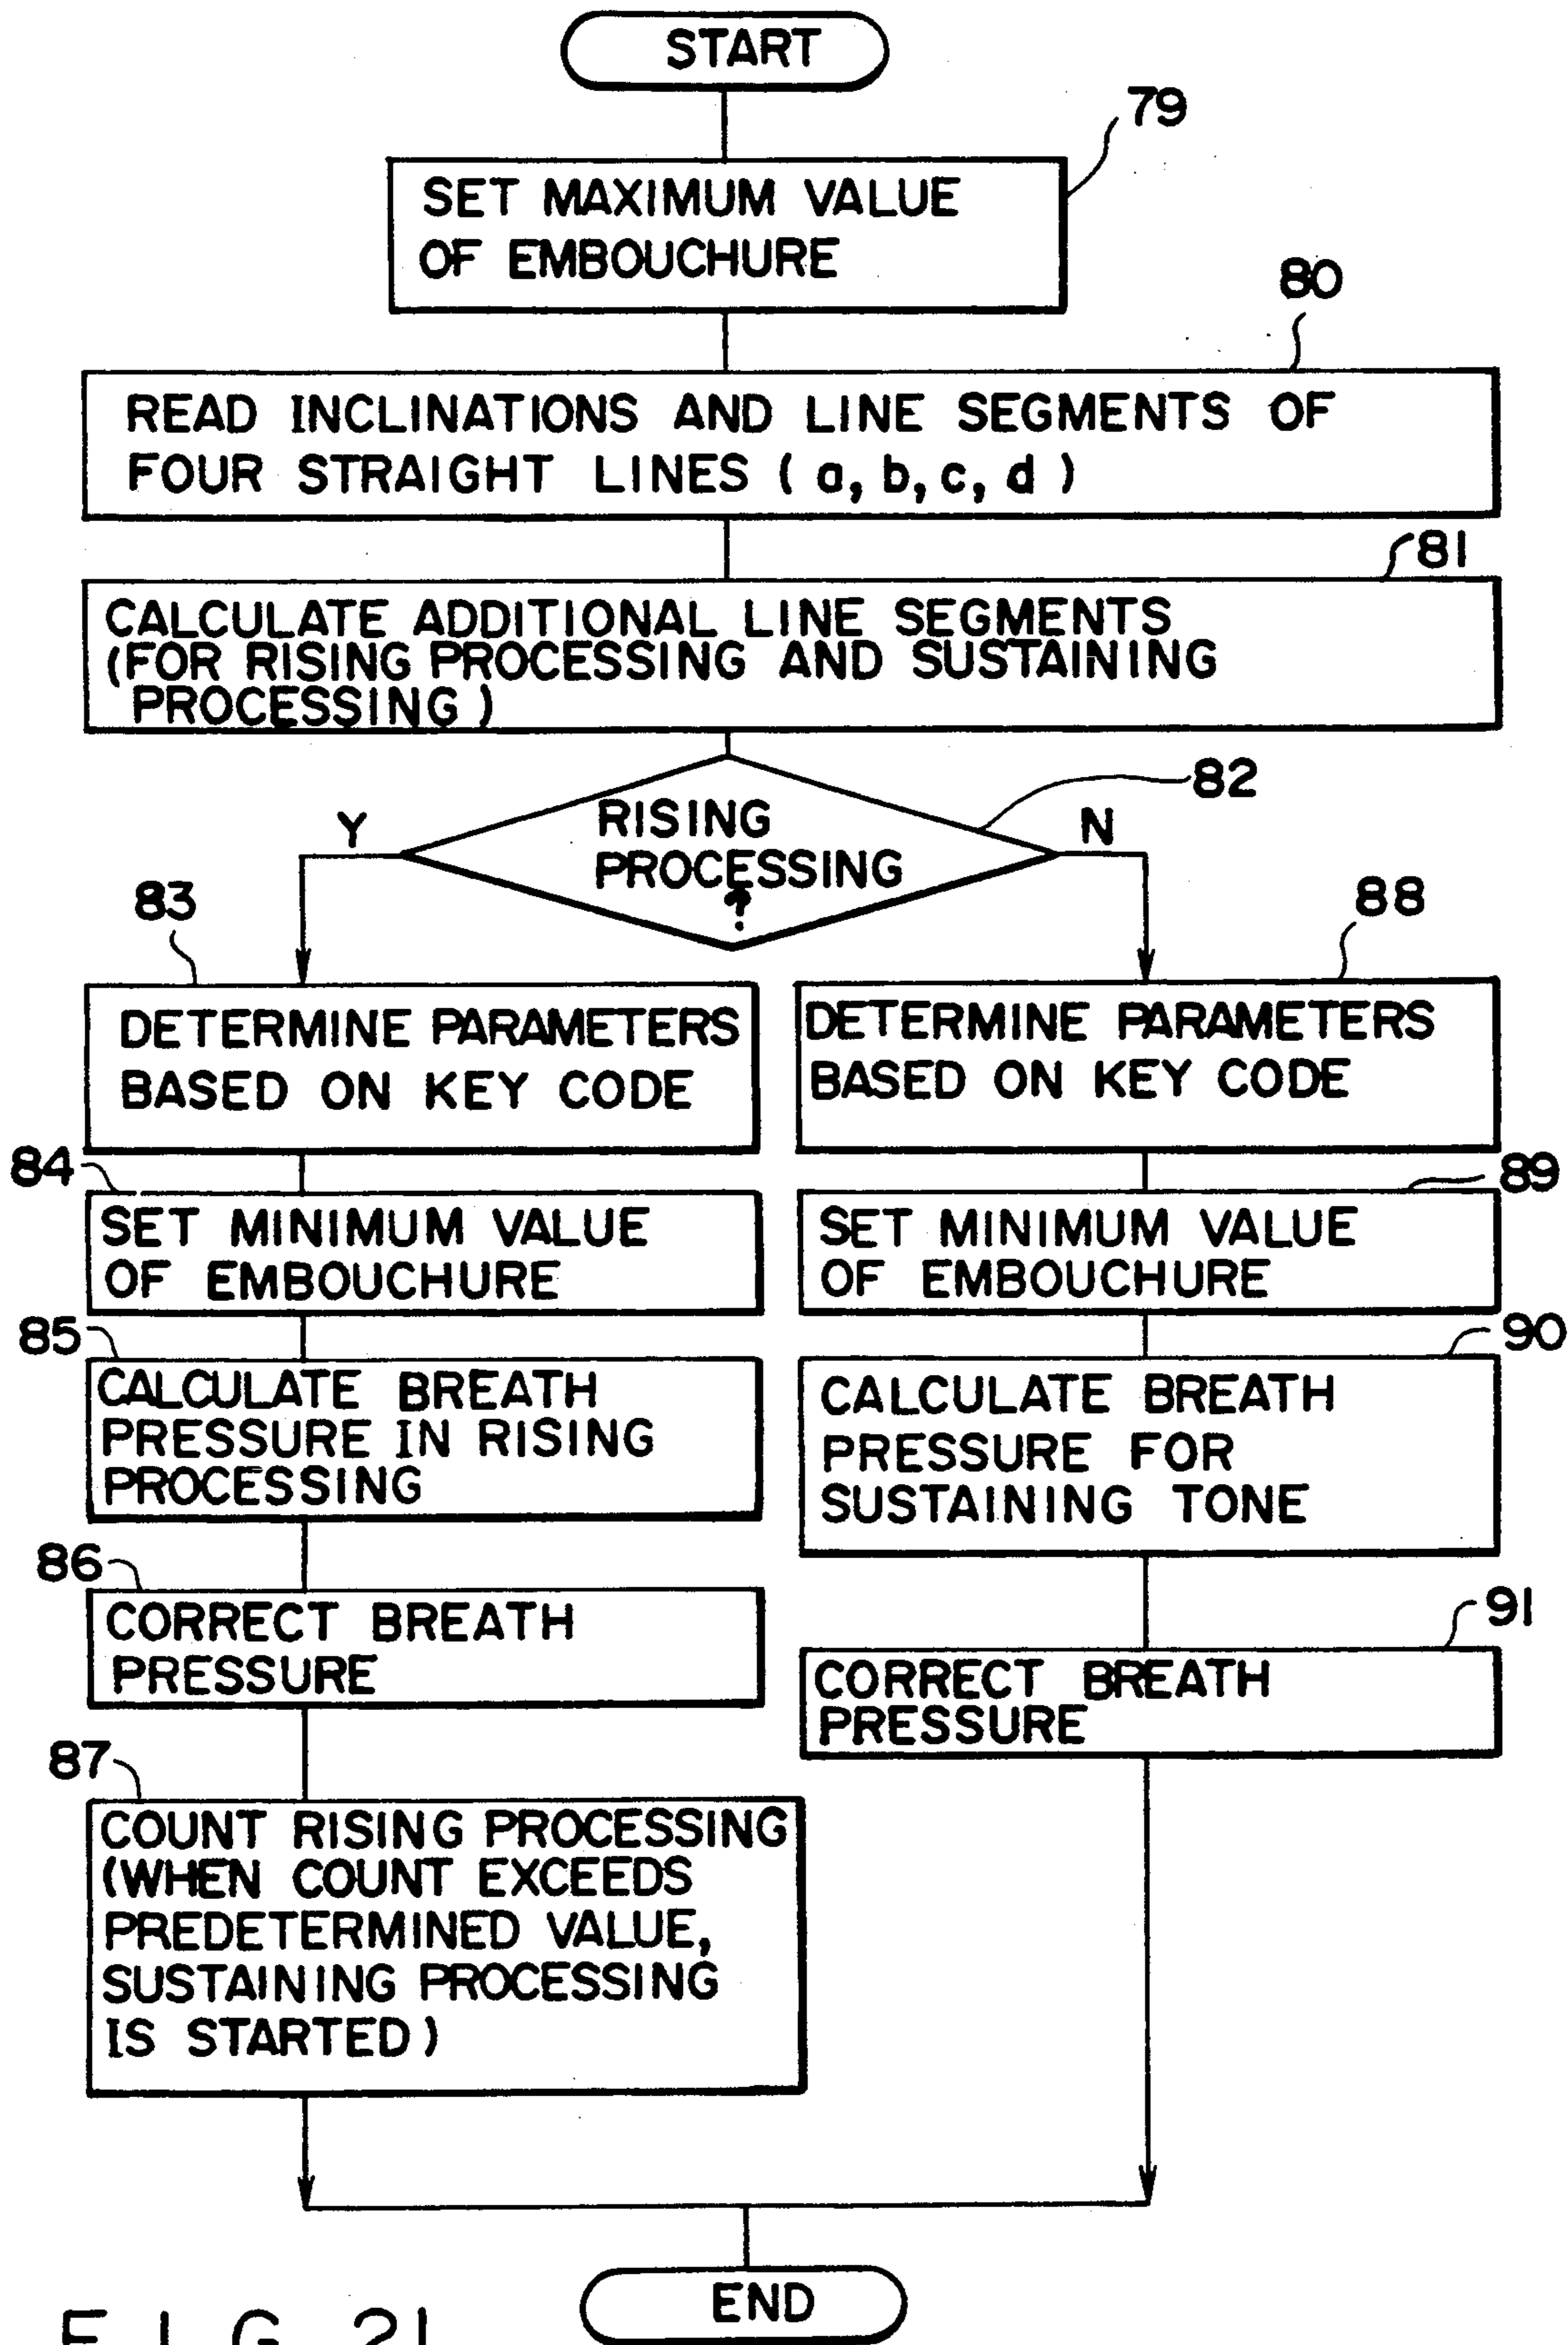 START
79
SET MAXIMUM VALUE
OF EMBOUCHURE
80
READ INCLINATIONS AND LINE SEGMENTS OF
FOUR STRAIGHT LINES (a, b, c, d)
81
CALCULATE ADDITIONAL LINE SEGMENTS
(FOR RISING PROCESSING AND SUSTAINING
PROCESSING)
82
RISING
PROCESSING
?
Y
N
83
DETERMINE PARAMETERS
BASED ON KEY CODE
84
SET MINIMUM VALUE
OF EMBOUCHURE
85
CALCULATE BREATH
PRESSURE IN RISING
PROCESSING
86
CORRECT BREATH
PRESSURE
87
COUNT RISING PROCESSING
(WHEN COUNT EXCEEDS
PREDETERMINED VALUE,
SUSTAINING PROCESSING
IS STARTED)
88
DETERMINE PARAMETERS
BASED ON KEY CODE
89
SET MINIMUM VALUE
OF EMBOUCHURE
90
CALCULATE BREATH
PRESSURE FOR
SUSTAINING TONE
91
CORRECT BREATH
PRESSURE
END
FIG. 21